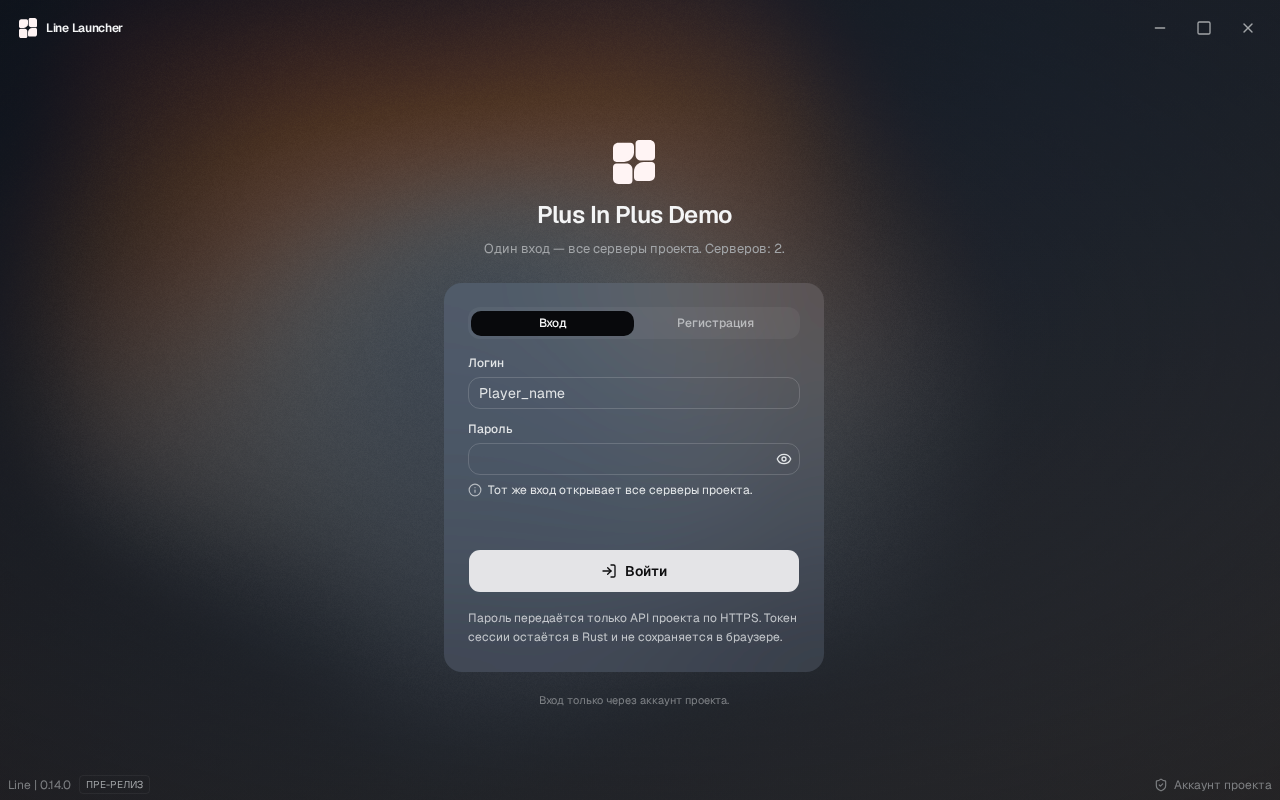 Line Launcher
Plus In Plus Demo
Один вход — все серверы проекта. Серверов: 2.
Вход
Регистрация
Логин
Player_name
Пароль
Тот же вход открывает все серверы проекта.
Войти
Пароль передаётся только API проекта по HTTPS. Токен
сессии остаётся в Rust и не сохраняется в браузере.
Вход только через аккаунт проекта.
Line | 0.14.0
ПРЕ-РЕЛИЗ
Аккаунт проекта